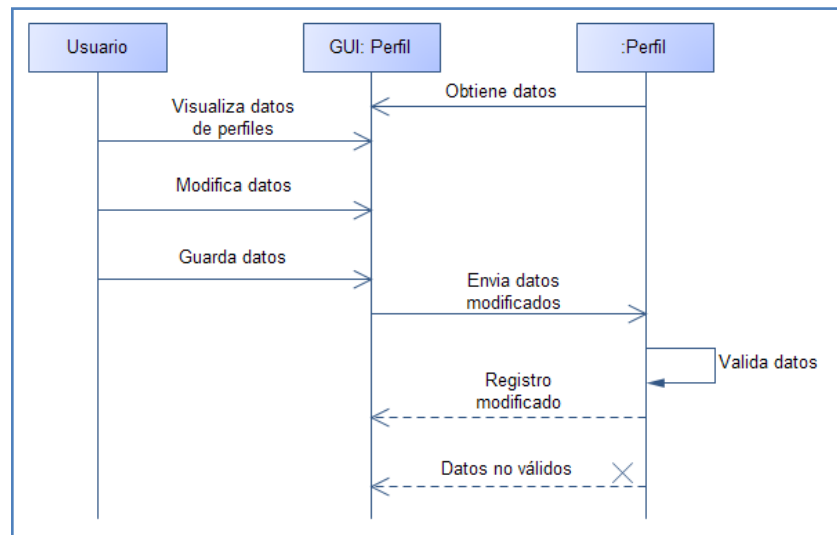 Usuario
GUI: Perfil
:Perfil
Obtiene datos
Visualiza datos
de perfiles
Modifica datos
Guarda datos
Envia datos
modificados
Valida datos
Registro
modificado
Datos no válidos